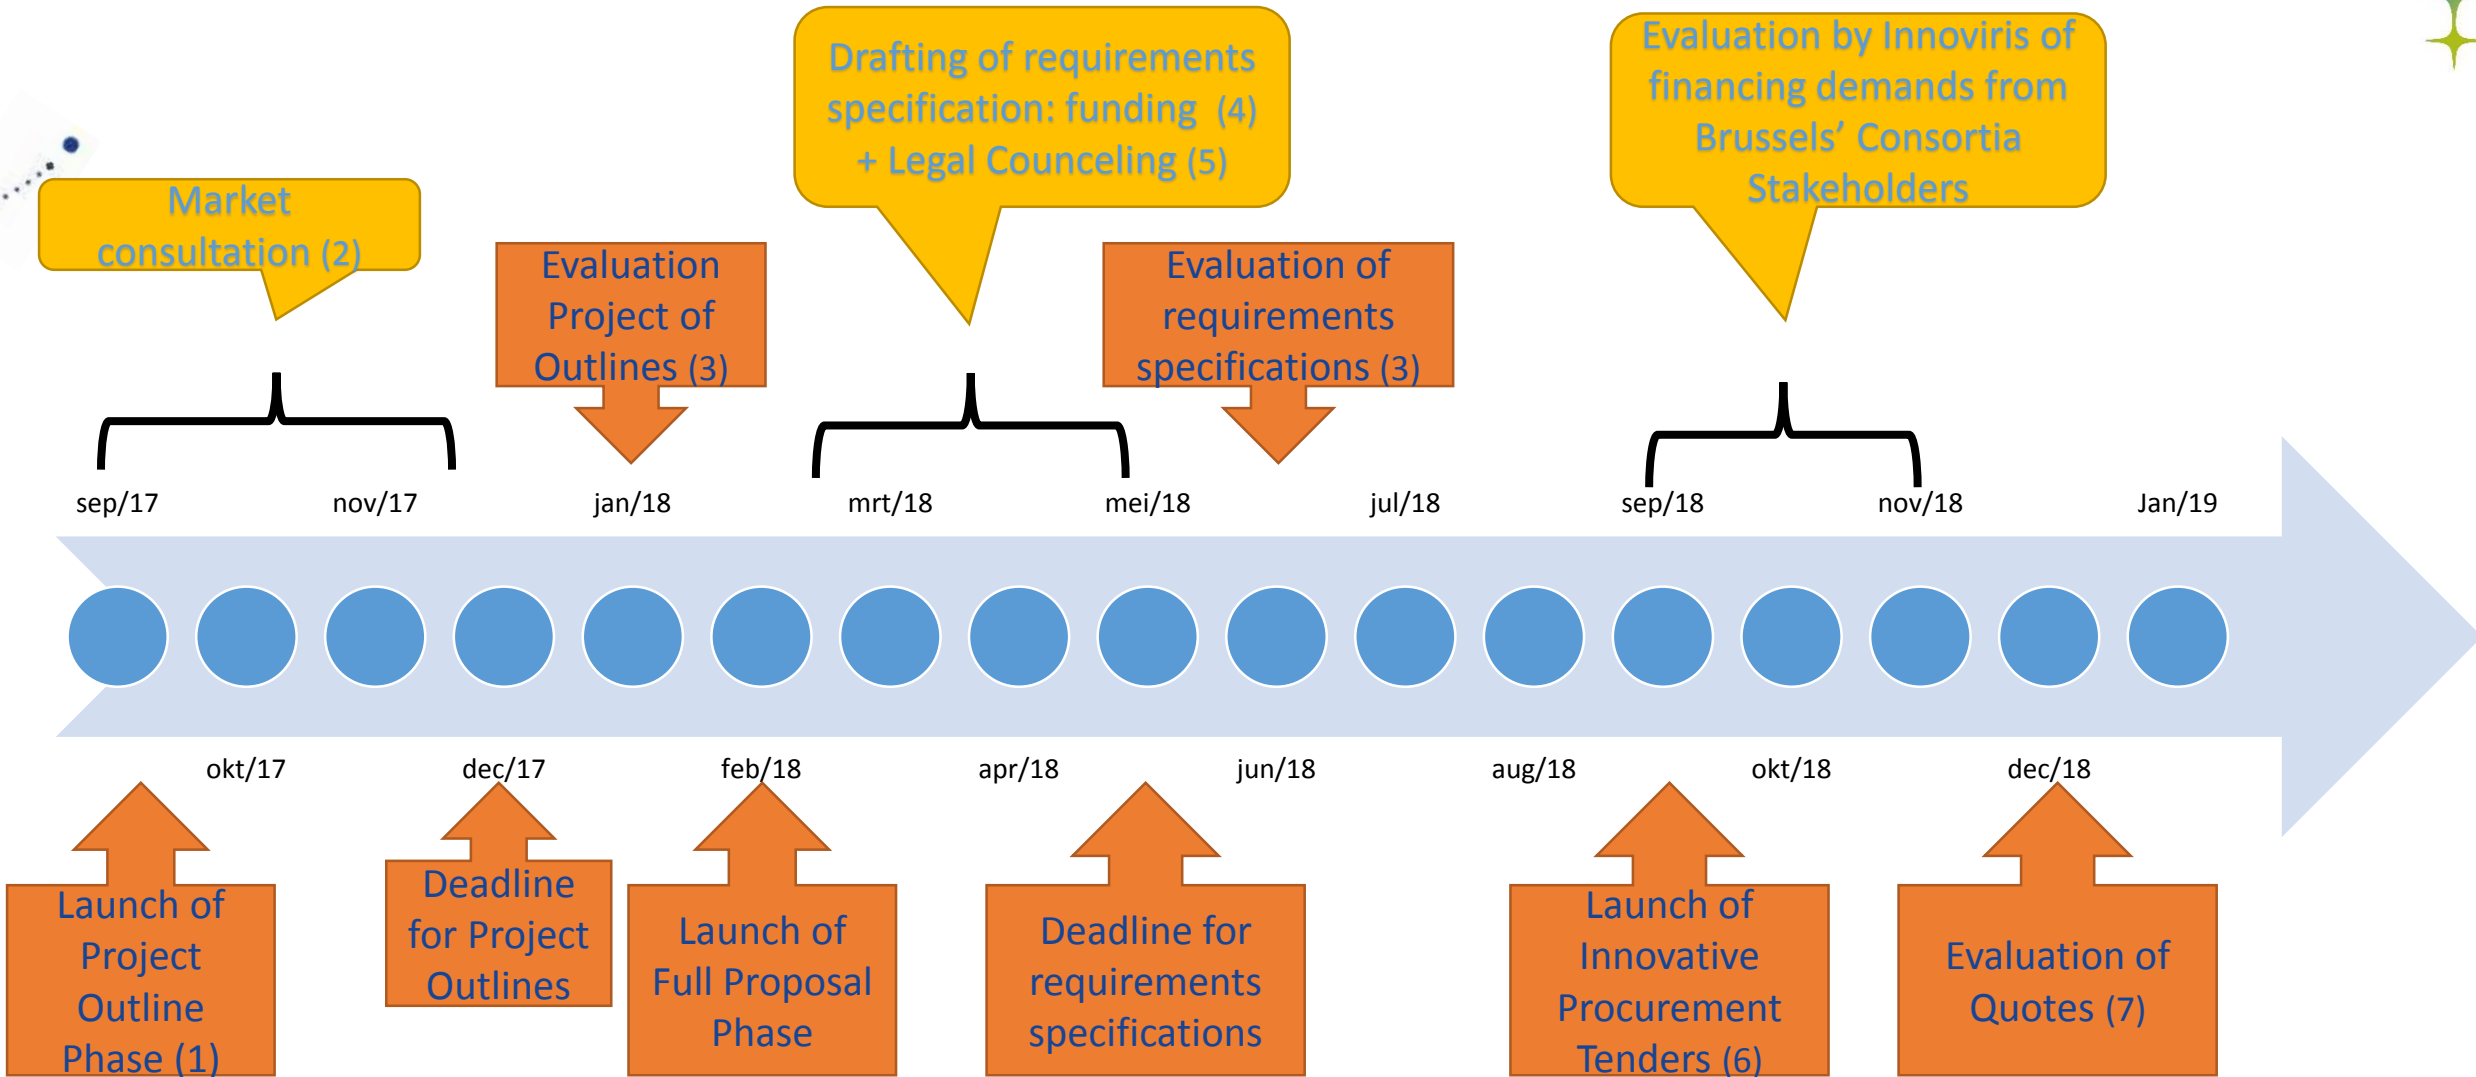 Drafting of requirements
specification: funding (4)
+ Legal Counceling (5)
Evaluation by Innoviris of
financing demands from
Brussels’ Consortia
Stakeholders
Market
consultation (2)
Evaluation
Project of
Outlines (3)
Evaluation of
requirements
specifications (3)
sep/17 nov/17 jan/18 mrt/18 mei/18 jul/18 sep/18 nov/18 Jan/19
okt/17 dec/17 feb/18 apr/18 jun/18 aug/18 okt/18 dec/18
Launch of
Project
Outline
Phase (1)
Deadline
for Project
Outlines
Launch of
Full Proposal
Phase
Deadline for
requirements
specifications
Launch of
Innovative
Procurement
Tenders (6)
Evaluation of
Quotes (7)